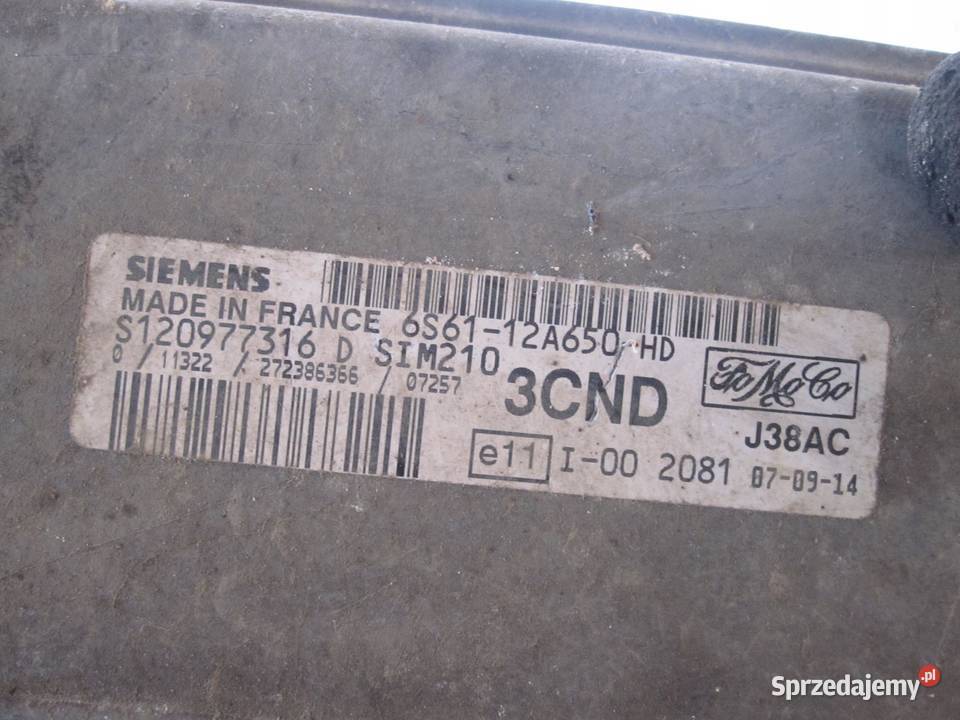 SIEMENS
MADE IN FRANCE 6S61-12A650-HD
S120977316 D SIM210
0 / 11322 / 272386366 / 07257
3CND
FoMoCo
J38AC
e11 I-00 2081 07-09-14
Sprzedajemy.pl